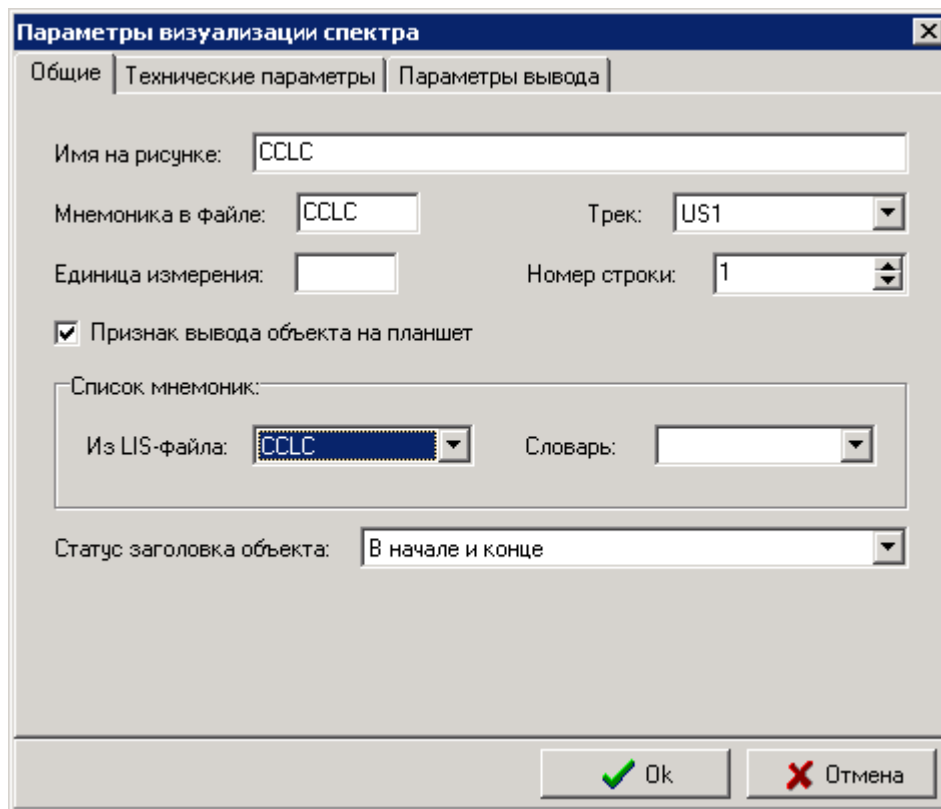 Параметры визуализации спектра
Общие Технические параметры Параметры вывода
Имя на рисунке: CCLC
Мнемоника в файле: CCLC Трек: US1
Единица измерения: Номер строки: 1
Признак вывода объекта на планшет
Список мнемоник:
Из LIS-файла: CCLC Словарь:
Статус заголовка объекта: В начале и конце
Ok Отмена